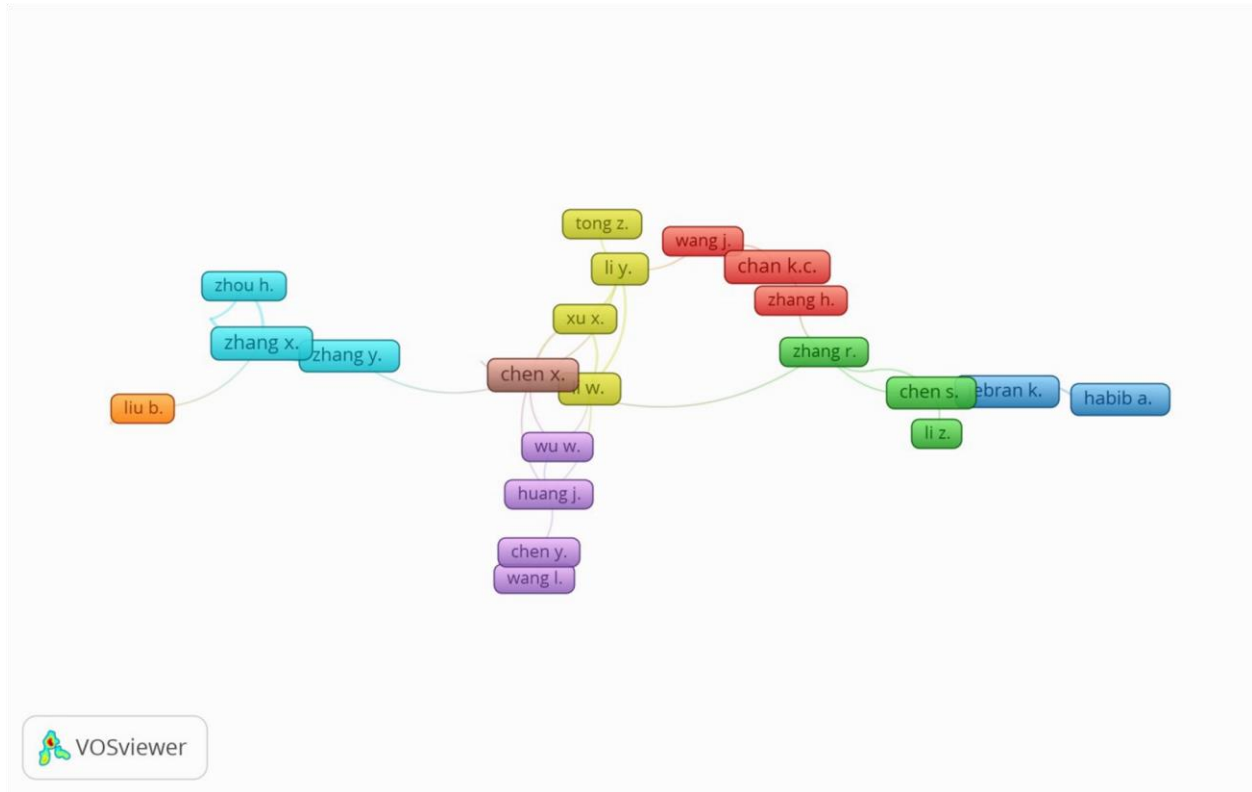 tong z.
wang j.
li y.
chan k.c.
zhou h.
zhang h.
xu x.
zhang x.
zhang y.
zhang r.
chen x.
w.
chen s.
ebran k.
habib a.
liu b.
li z.
wu w.
huang j.
chen y.
wang l.
VOSviewer